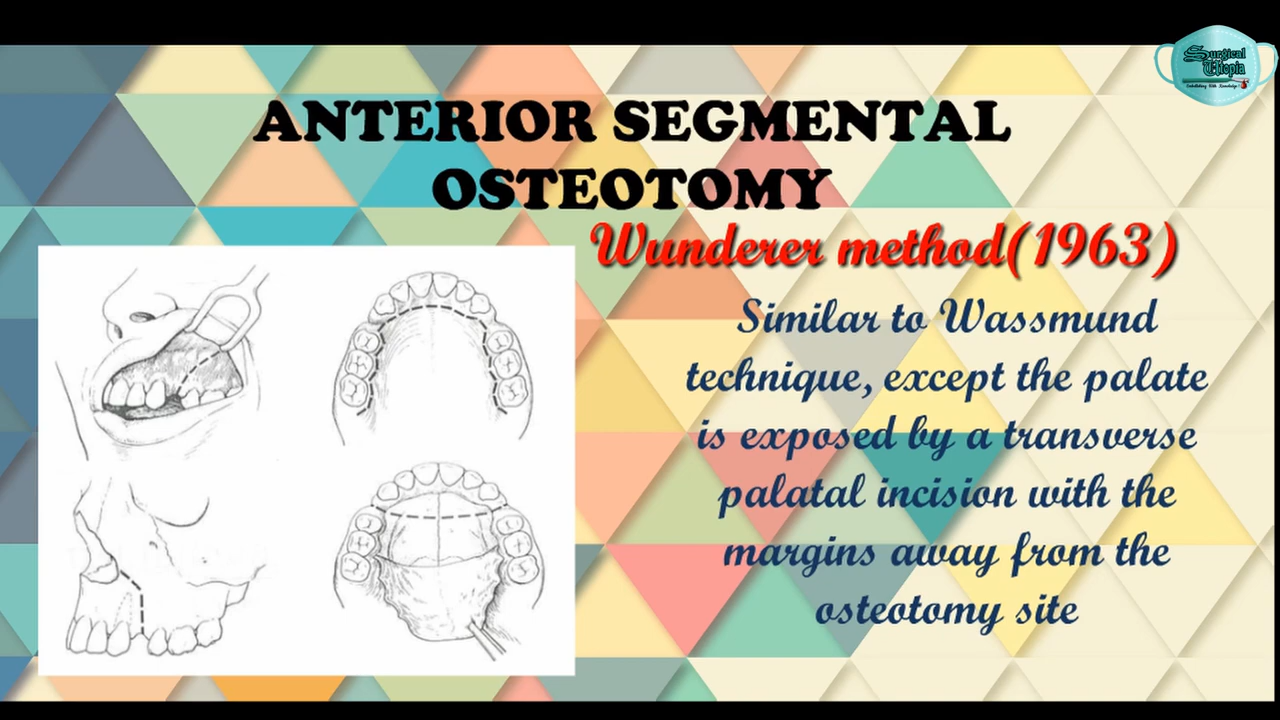 Surgical
Utopia
ANTERIOR SEGMENTAL
OSTEOTOMY
Wunderer method(1963)
Similar to Wassmund
technique, except the palate
is exposed by a transverse
palatal incision with the
margins away from the
osteotomy site